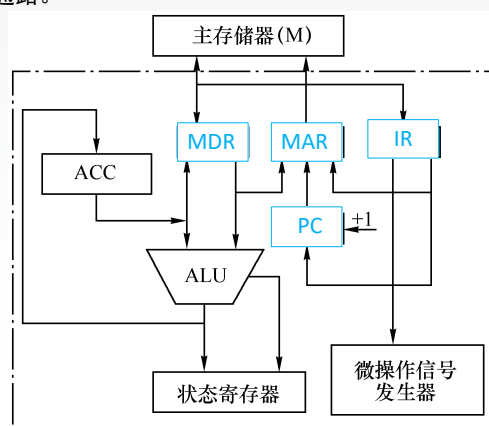 通路。
主存储器(M)
MDR
MAR
IR
ACC
PC
+1
ALU
状态寄存器
微操作信号
发生器